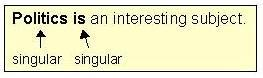 Politics is an interesting subject.
singular singular